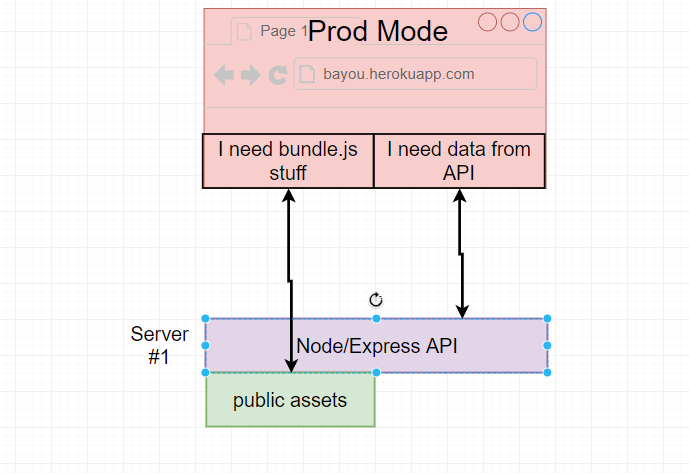 Prod Mode
Page 1
bayou.herokuapp.com
I need bundle.js
stuff
I need data from
API
Server
#1
Node/Express API
public assets